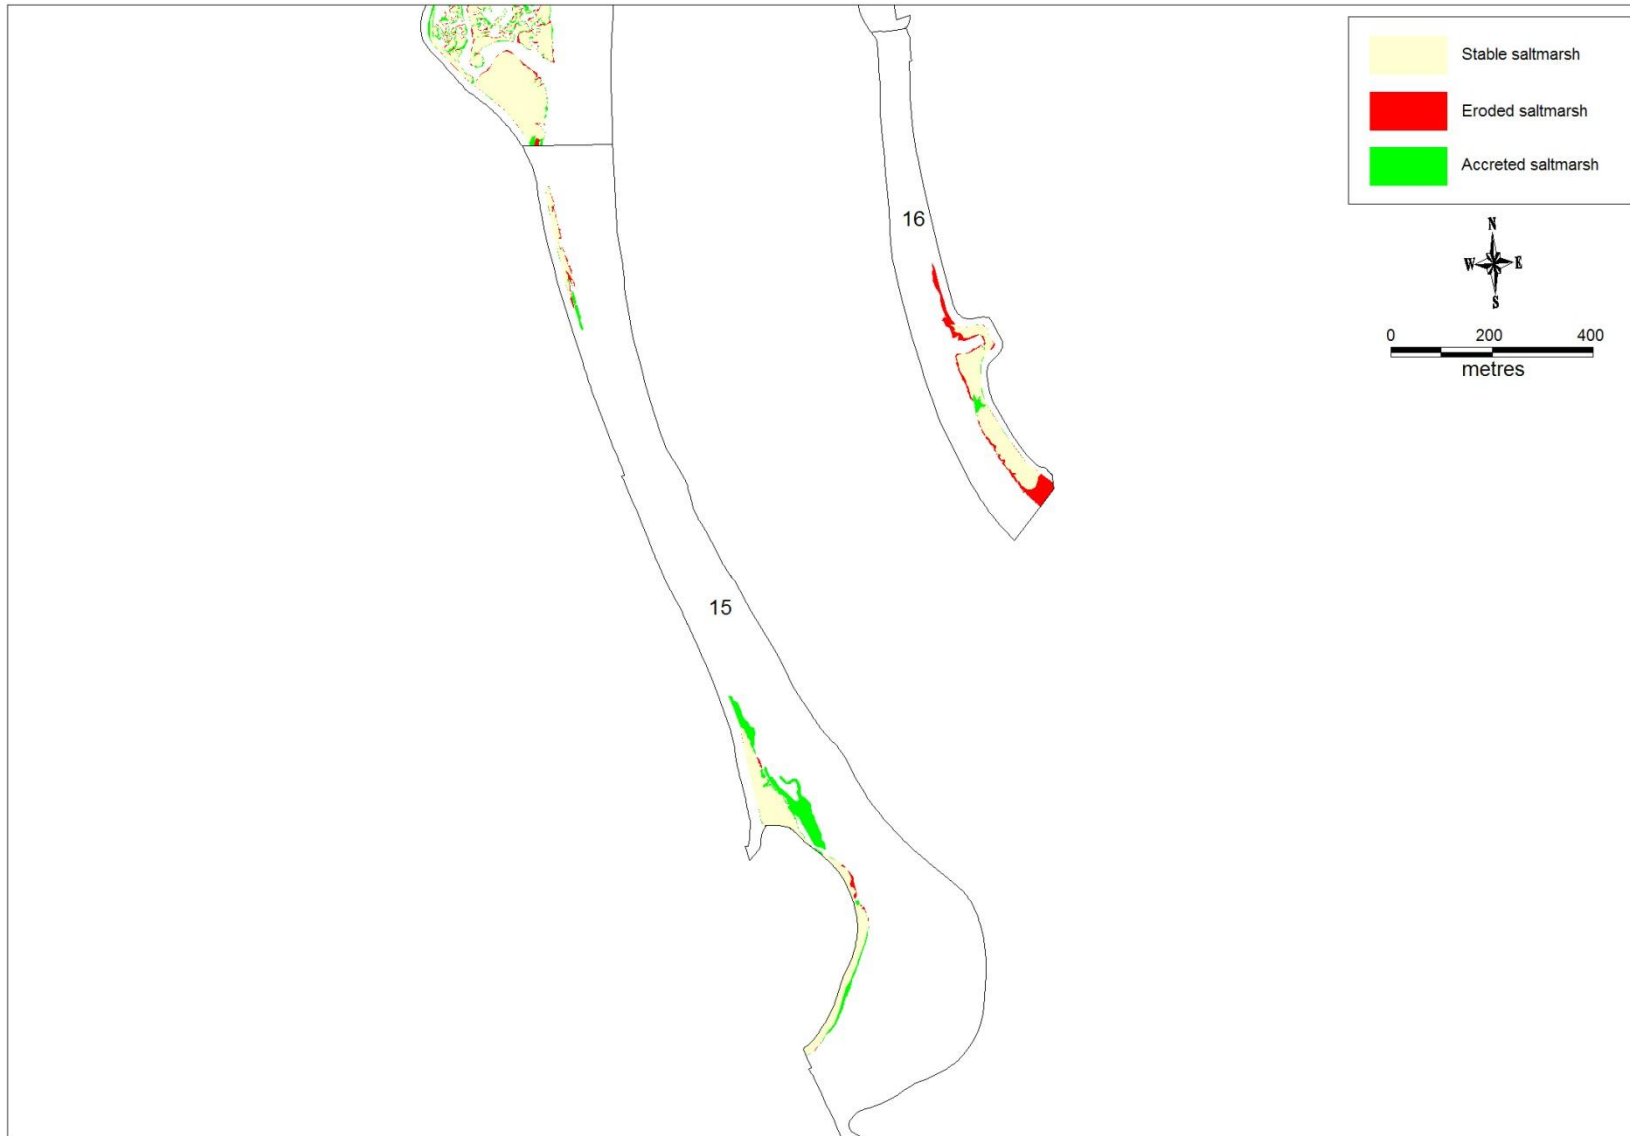 Stable saltmarsh
Eroded saltmarsh
Accreted saltmarsh
N
W E
S
0 200 400
metres
16
15